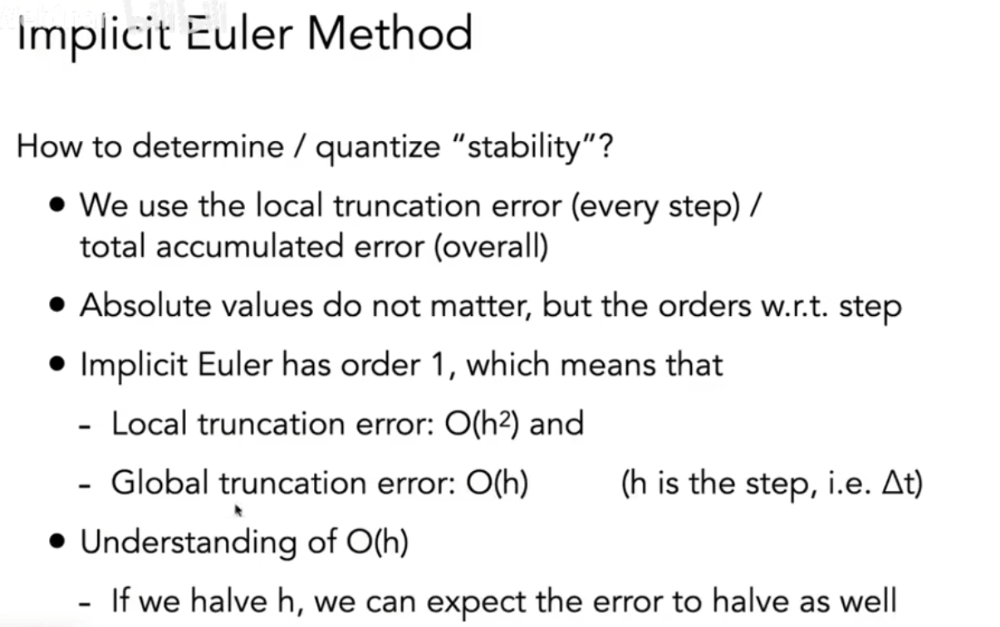 Implicit Euler Method
How to determine / quantize “stability”?
• We use the local truncation error (every step) /
total accumulated error (overall)
• Absolute values do not matter, but the orders w.r.t. step
• Implicit Euler has order 1, which means that
- Local truncation error: O(h²) and
- Global truncation error: O(h) (h is the step, i.e. Δt)
• Understanding of O(h)
- If we halve h, we can expect the error to halve as well